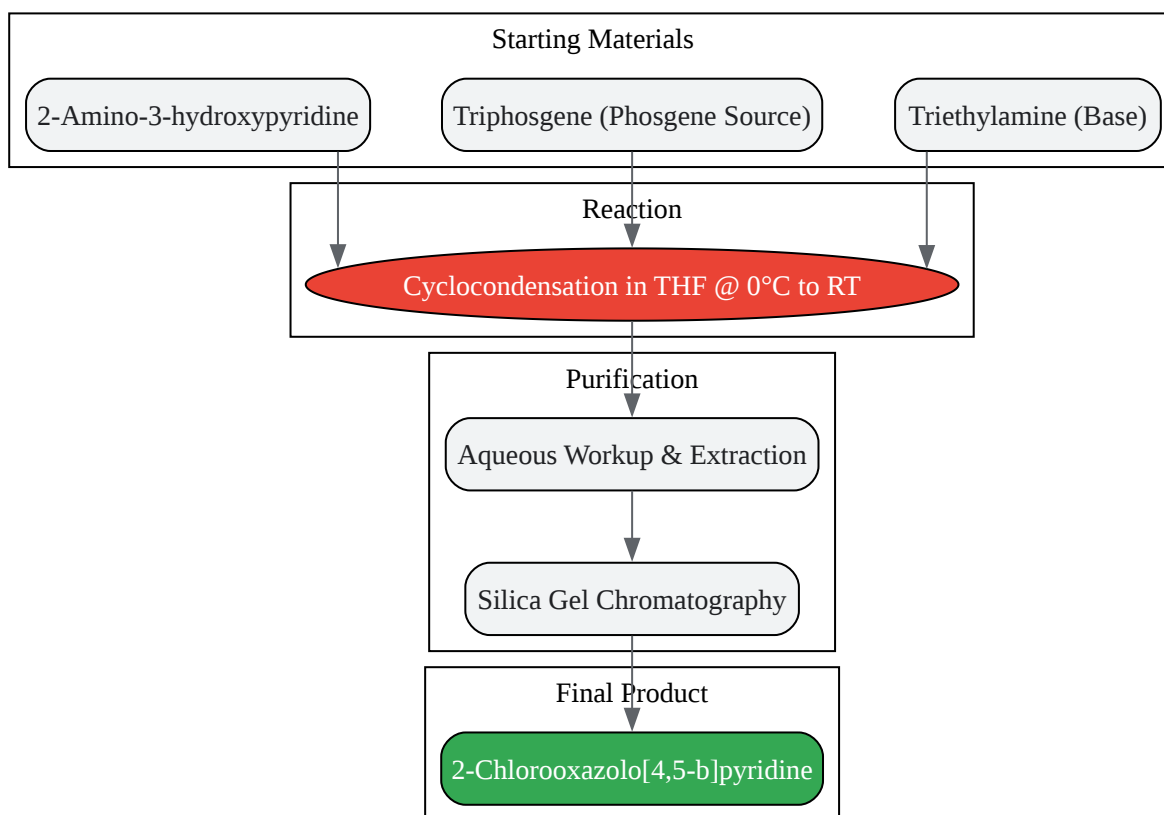 Starting Materials
2-Amino-3-hydroxypyridine
Triphosgene (Phosgene Source)
Triethylamine (Base)
Reaction
Cyclocondensation in THF @ 0°C to RT
Purification
Aqueous Workup & Extraction
Silica Gel Chromatography
Final Product
2-Chlorooxazolo[4,5-b]pyridine